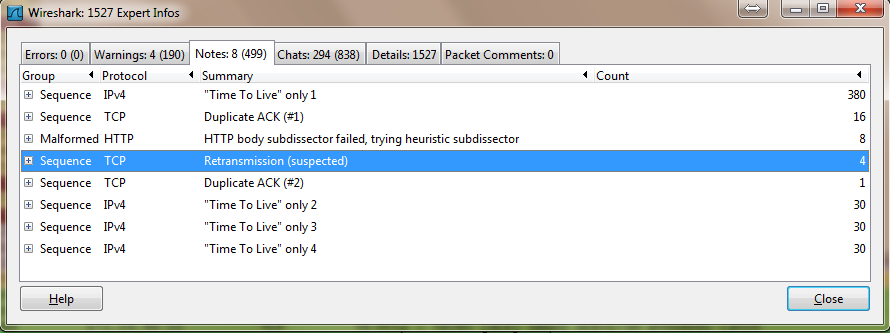 Wireshark: 1527 Expert Infos
Errors: 0 (0) Warnings: 4 (190) Notes: 8 (499) Chats: 294 (838) Details: 1527 Packet Comments: 0
Group Protocol Summary Count
Sequence IPv4 "Time To Live" only 1 380
Sequence TCP Duplicate ACK (#1) 16
Malformed HTTP HTTP body subdissector failed, trying heuristic subdissector 8
Sequence TCP Retransmission (suspected) 4
Sequence TCP Duplicate ACK (#2) 1
Sequence IPv4 "Time To Live" only 2 30
Sequence IPv4 "Time To Live" only 3 30
Sequence IPv4 "Time To Live" only 4 30
Help Close